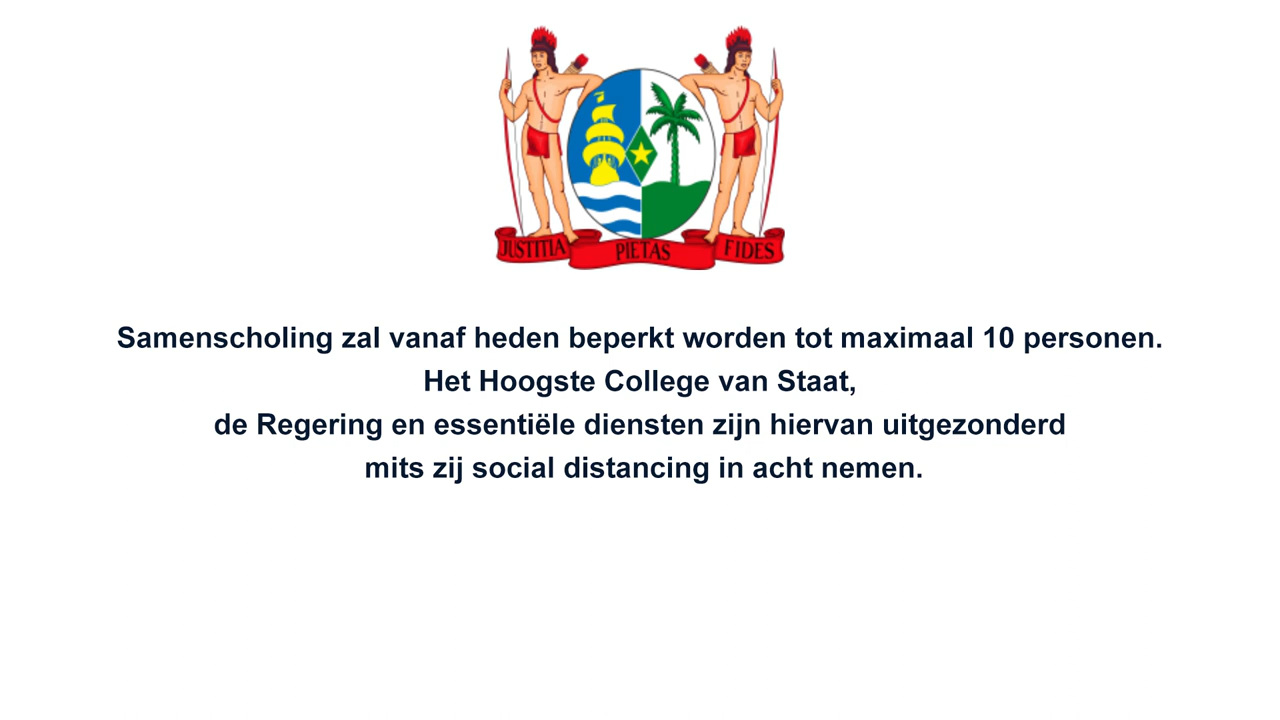 JUSTITIA PIETAS FIDES
Samenscholing zal vanaf heden beperkt worden tot maximaal 10 personen.
Het Hoogste College van Staat,
de Regering en essentiële diensten zijn hiervan uitgezonderd
mits zij social distancing in acht nemen.